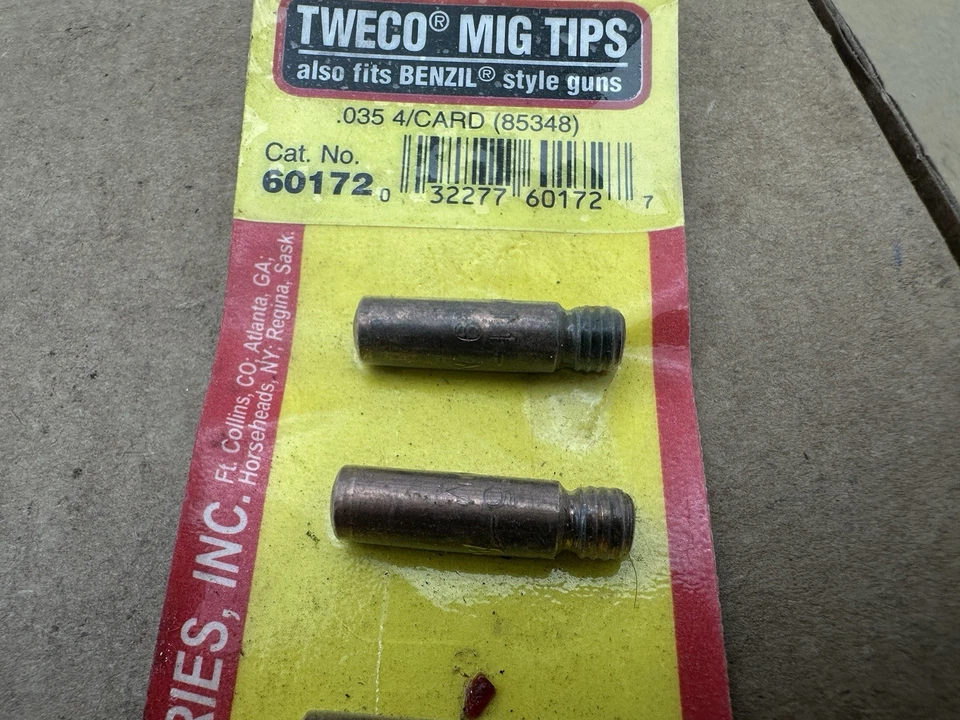 TWECO® MIG TIPS
also fits BENZIL® style guns
.035 4/CARD (85348)
Cat. No.
60172
0 32277 60172 7
RIES, INC. Ft. Collins, CO; Atlanta, GA;
Horseheads, NY; Regina, Sask.